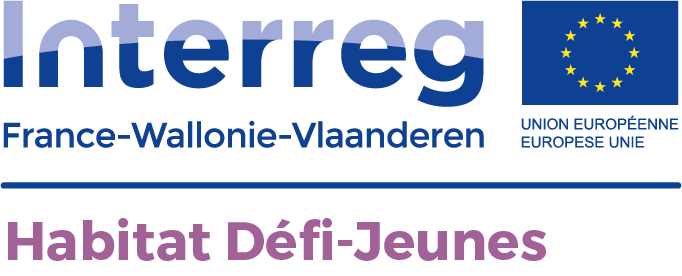 Interreg
France-Wallonie-Vlaanderen
UNION EUROPÉENNE
EUROPESE UNIE
Habitat Défi-Jeunes